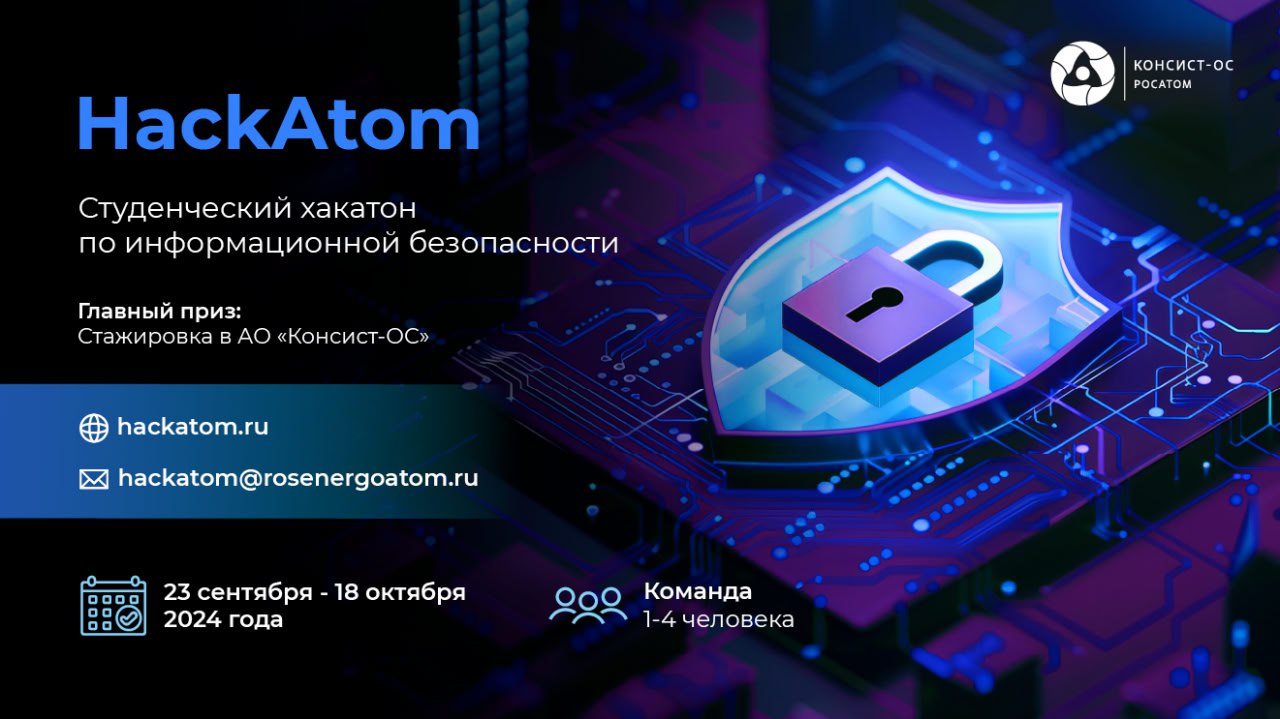 КОНСИСТ-ОС
РОСАТОМ
HackAtom
Студенческий хакатон
по информационной безопасности
Главный приз:
Стажировка в АО «Консист-ОС»
hackatom.ru
hackatom@rosenergoatom.ru
23 сентября - 18 октября
2024 года
Команда
1-4 человека